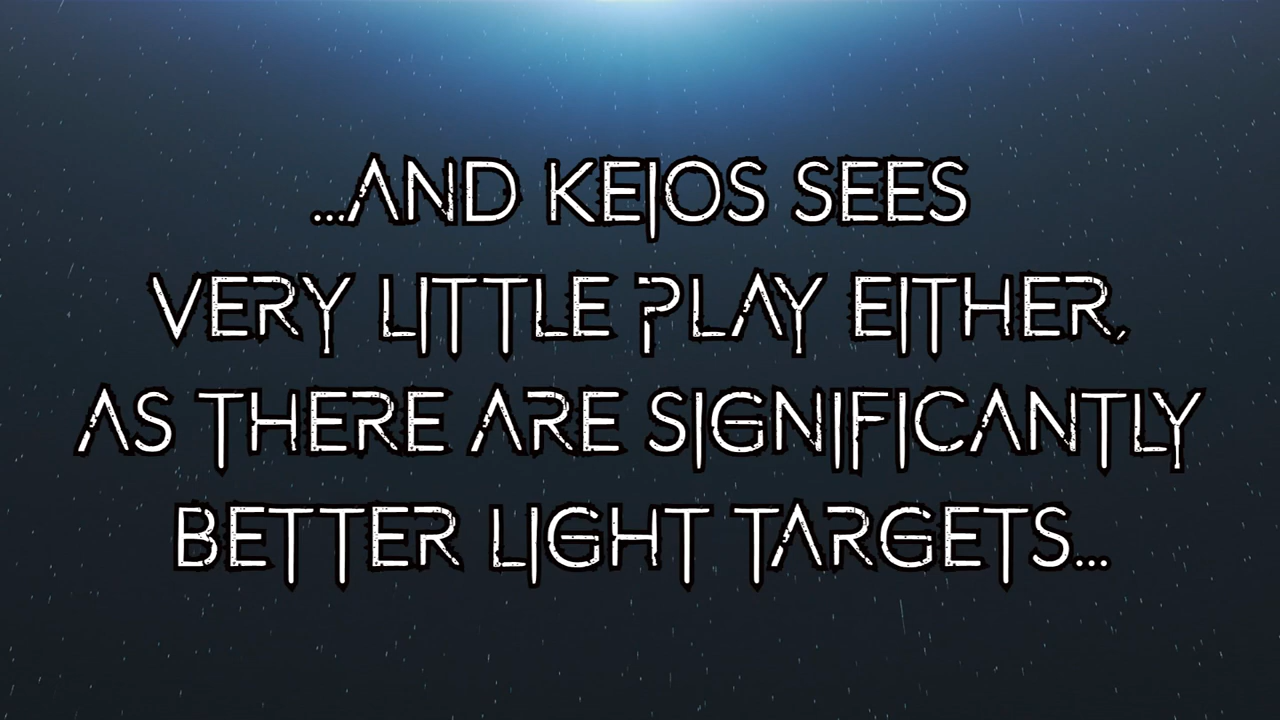 ...AND KEIOS SEES
VERY LITTLE PLAY EITHER,
AS THERE ARE SIGNIFICANTLY
BETTER LIGHT TARGETS...